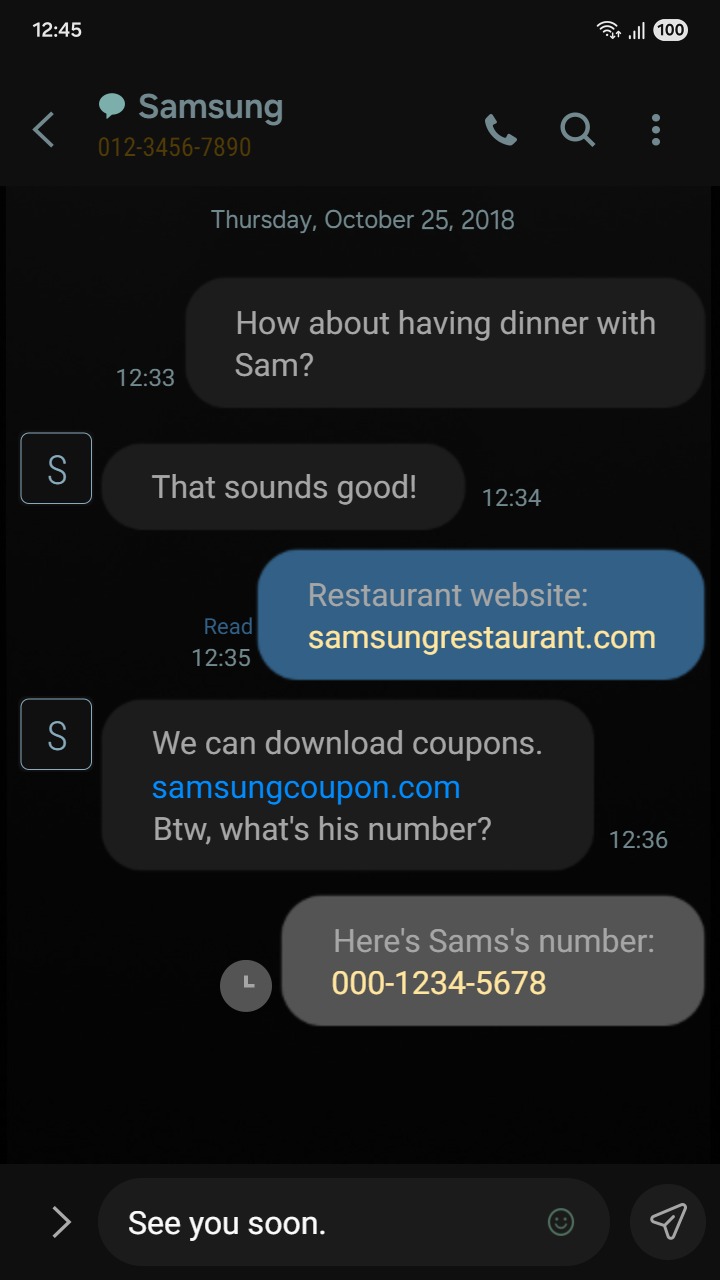 12:45
100
Samsung
012-3456-7890
Thursday, October 25, 2018
How about having dinner with
Sam?
12:33
S
That sounds good!
12:34
Restaurant website:
samsungrestaurant.com
Read
12:35
S
We can download coupons.
samsungcoupon.com
Btw, what's his number?
12:36
Here's Sams's number:
000-1234-5678
See you soon.